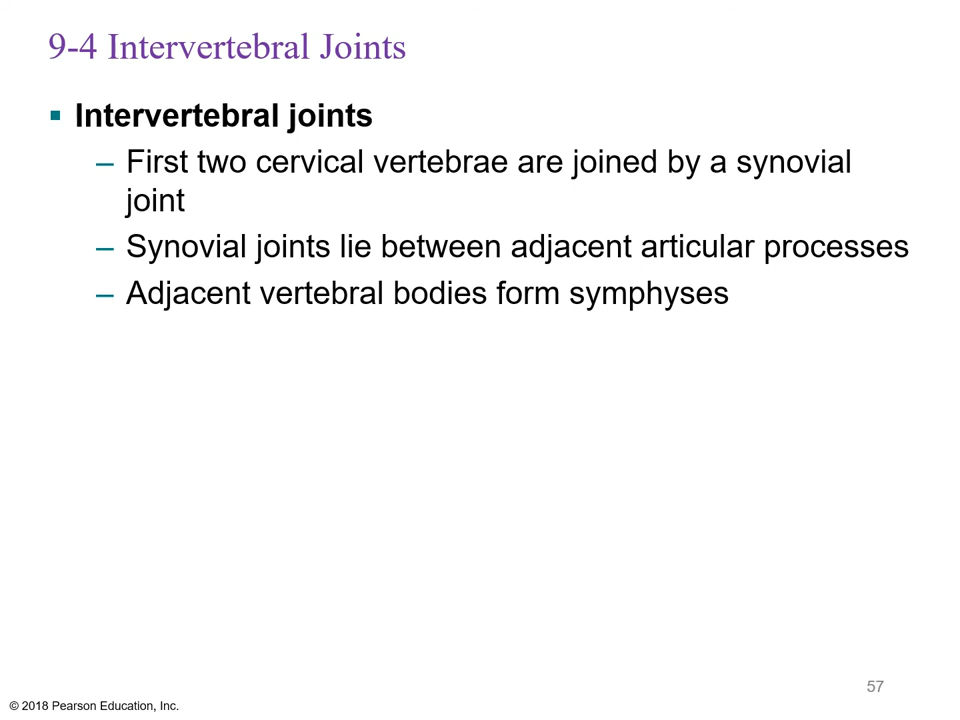 9-4 Intervertebral Joints
▪ Intervertebral joints
– First two cervical vertebrae are joined by a synovial
joint
– Synovial joints lie between adjacent articular processes
– Adjacent vertebral bodies form symphyses
57
© 2018 Pearson Education, Inc.